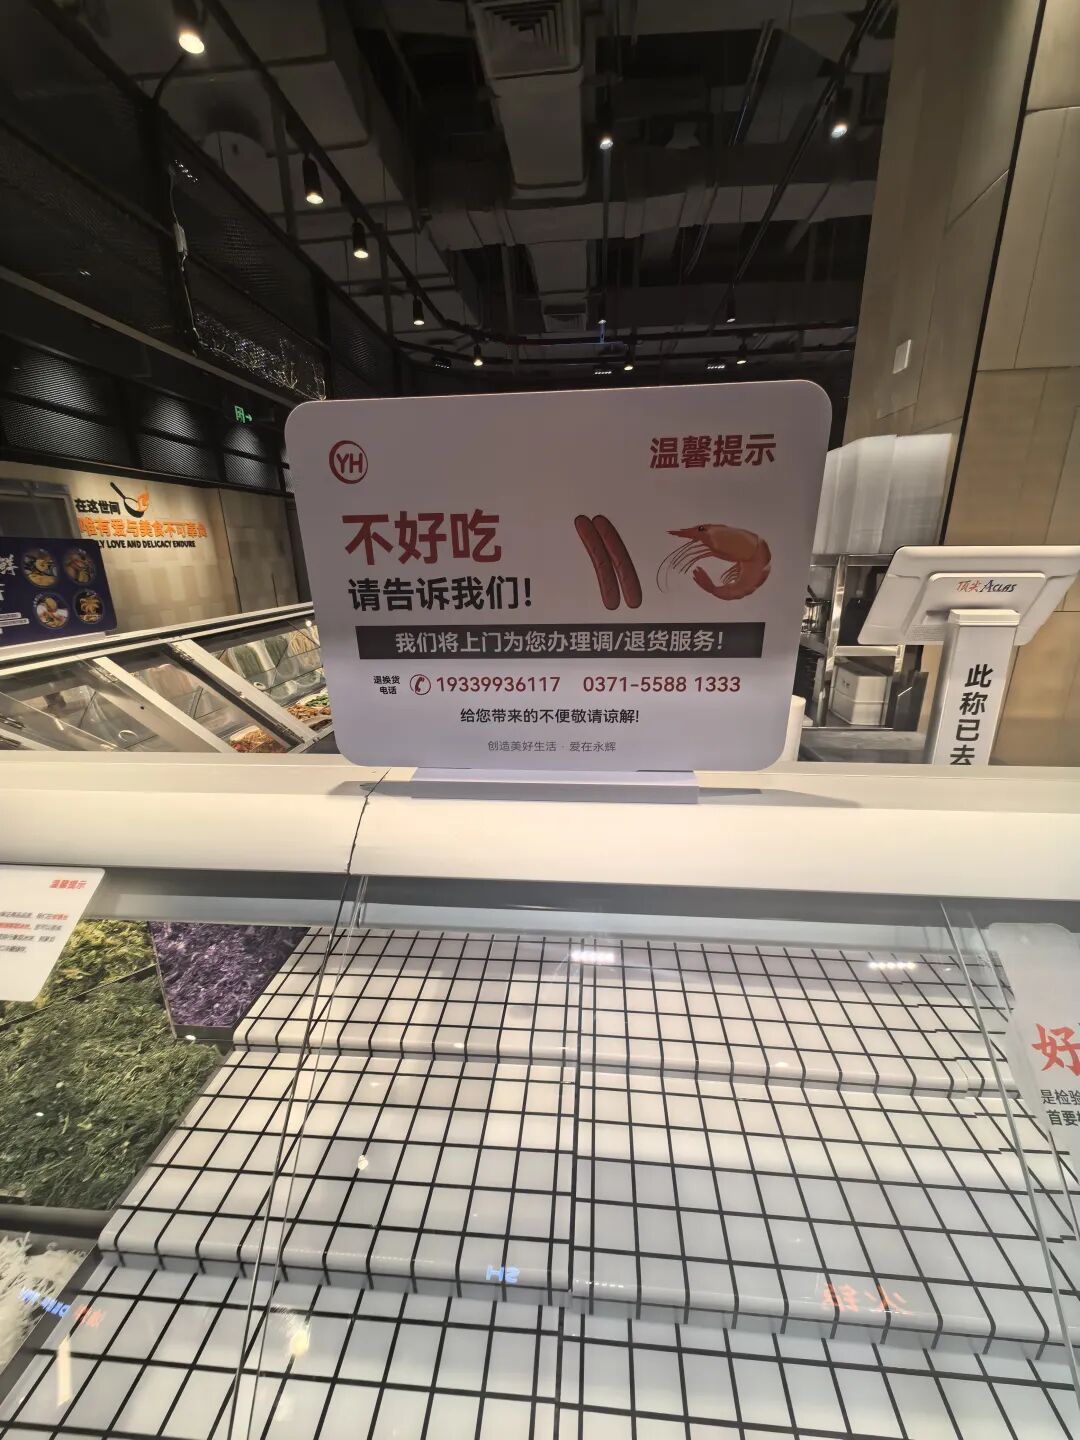 YH
温馨提示
不好吃
请告诉我们!
我们将上门为您办理调/退货服务!
退换货
电话
19339936117 0371-5588 1333
给您带来的不便敬请谅解!
创造美好生活·爱在永辉
在这世间
唯有爱与美食不可辜负
LY LOVE AND DELICACY ENDURE
鲜
顶尖 ACLAS
此称已去
温馨提示
好
是检验
首要